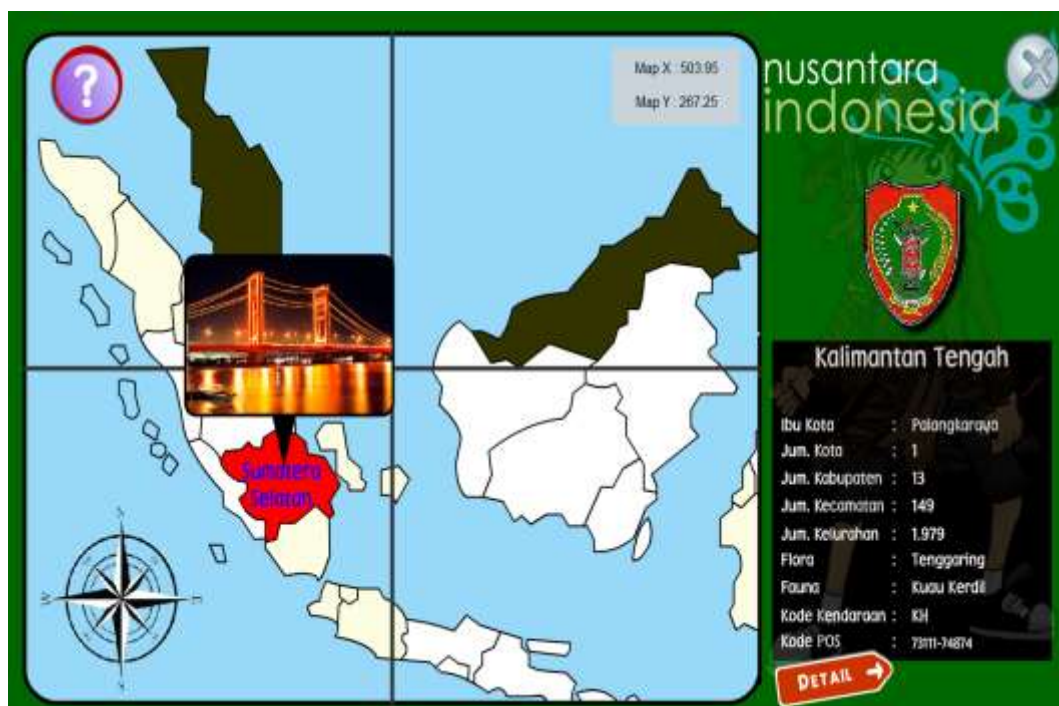 ?
Map X : 503.95
Map Y : 267.25
nusantara
indonesia
Kalimantan Tengah
Ibu Kota : Palangkaraya
Jum. Kota : 1
Jum. Kabupaten : 13
Jum. Kecamatan : 149
Jum. Kelurahan : 1.979
Flora : Tenggaring
Fauna : Kuau Kerdil
Kode Kendaraan : KH
Kode POS : 73111-74874
DETAIL
Sumatera
Selatan
N
W
E
S